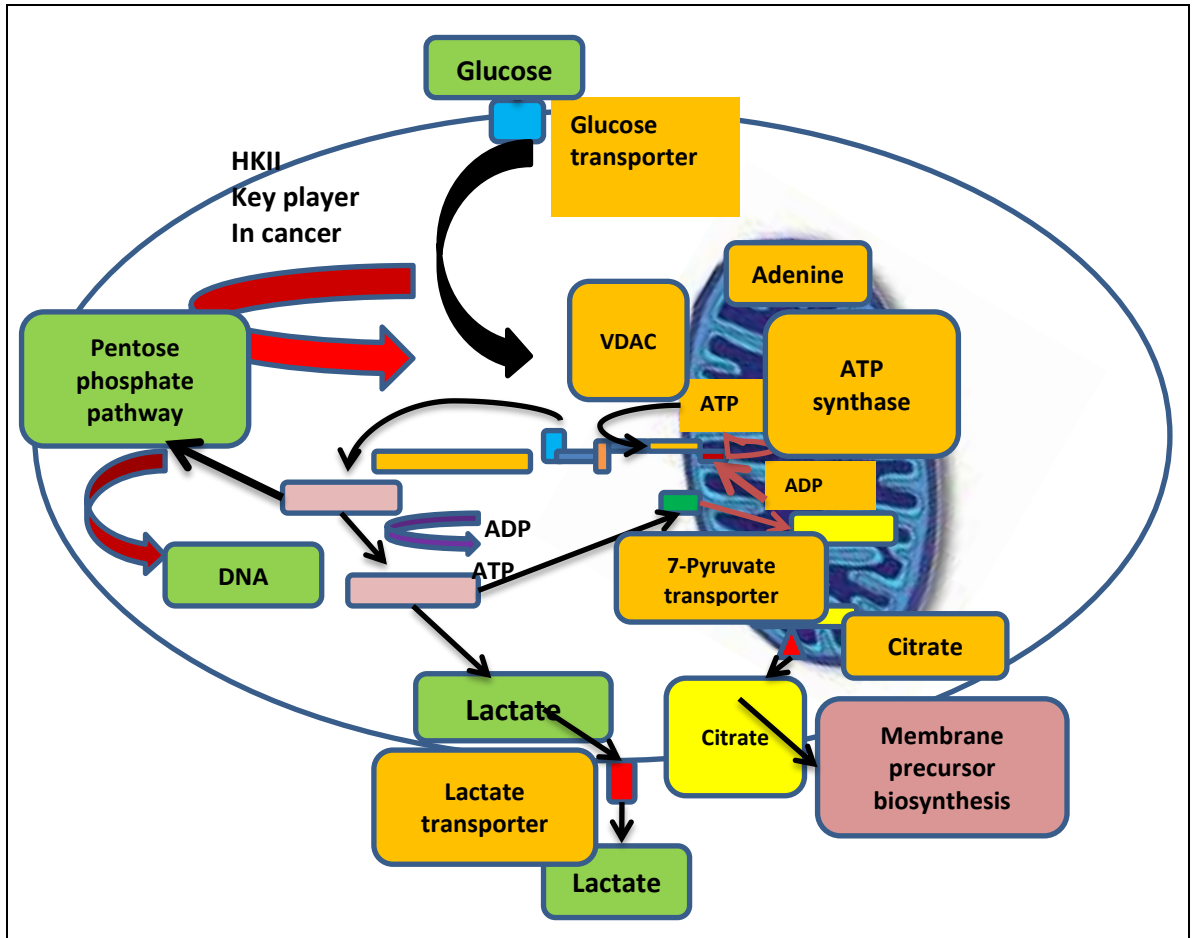 Glucose
Glucose
transporter
HKII
Key player
In cancer
Adenine
VDAC
Pentose
phosphate
pathway
ATP
synthase
ATP
ADP
ADP
ATP
DNA
7-Pyruvate
transporter
Citrate
Lactate
Citrate
Membrane
precursor
biosynthesis
Lactate
transporter
Lactate